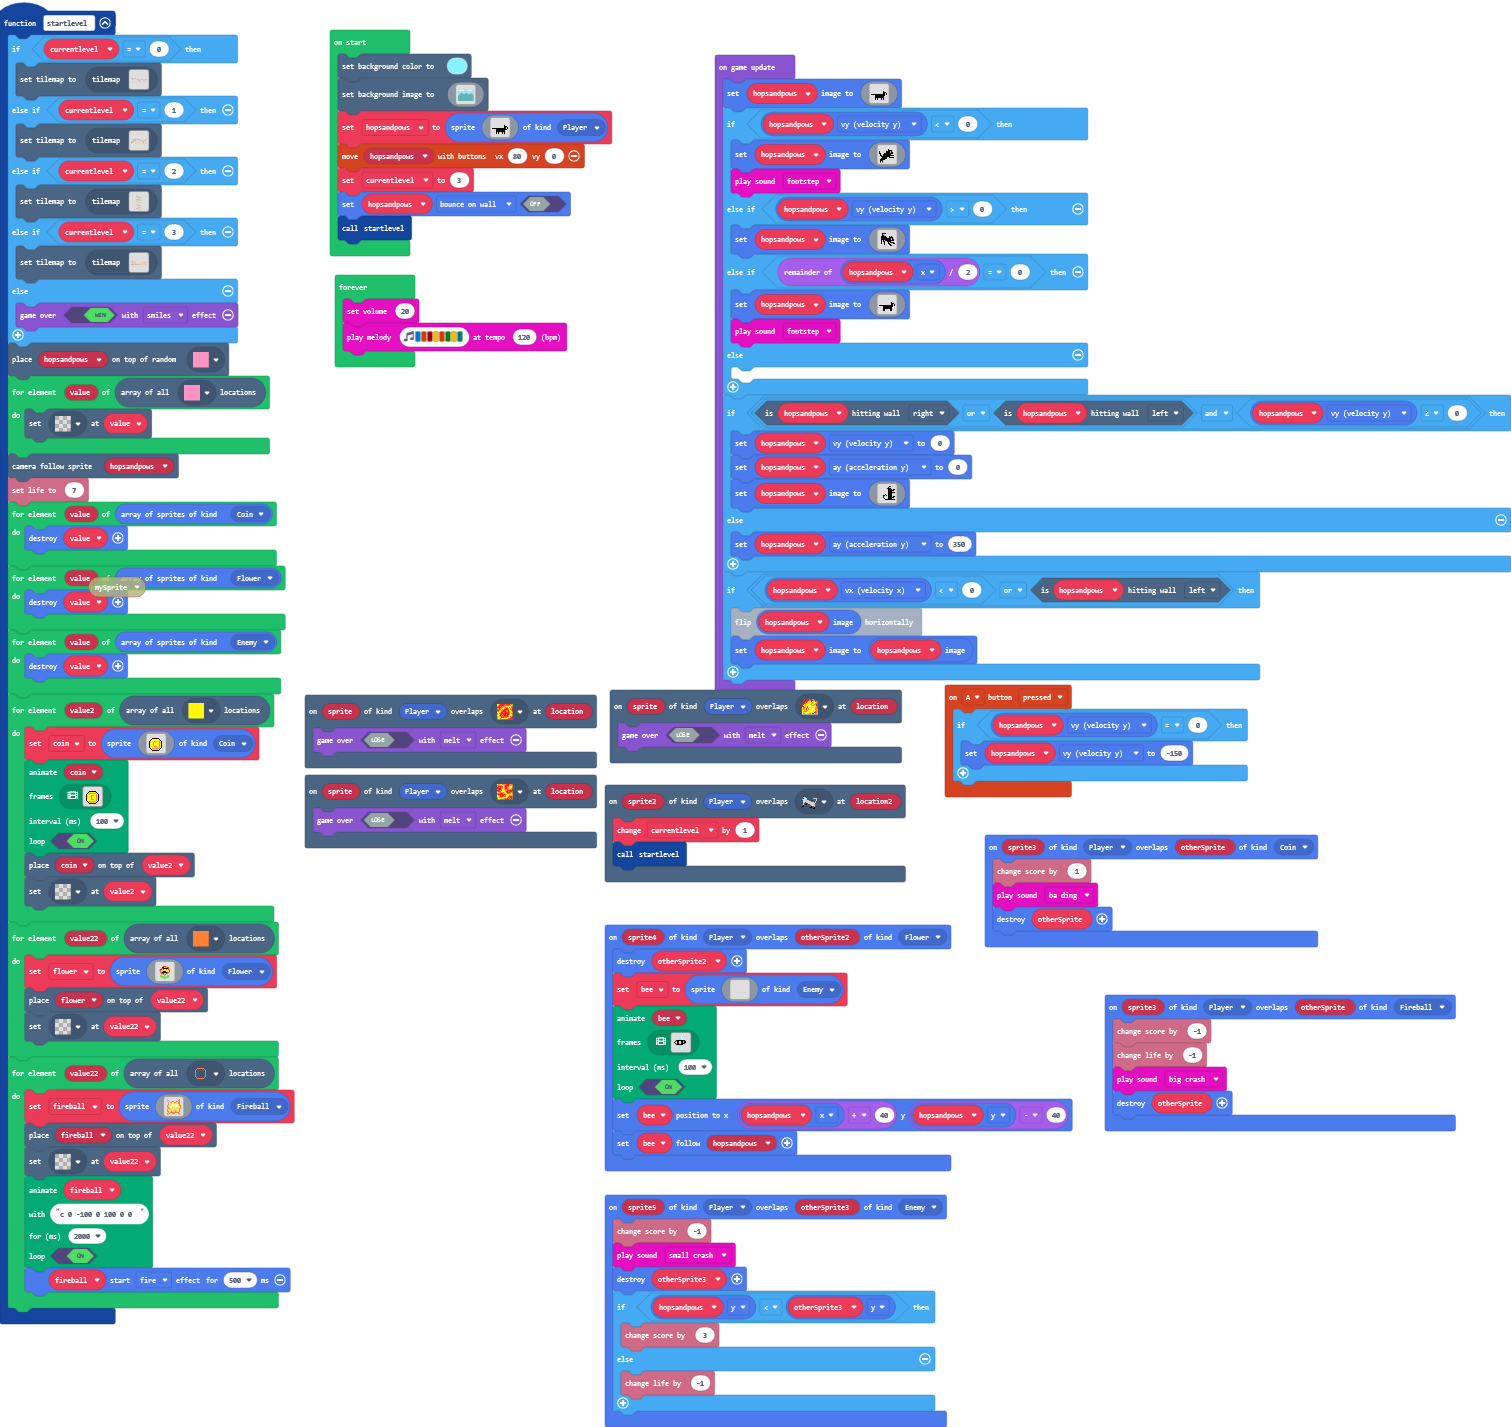 function startlevel
if currentlevel = 0 then
set tilemap to tilemap
else if currentlevel = 1 then
set tilemap to tilemap
else if currentlevel = 2 then
set tilemap to tilemap
else if currentlevel = 3 then
set tilemap to tilemap
else
game over WIN with smiles effect
place hopsandpows on top of random
for element value of array of all locations
do
set at value
camera follow sprite hopsandpows
set life to 7
for element value of array of sprites of kind Coin
do
destroy value
for element value of array of sprites of kind Flower
mySprite
do
destroy value
for element value of array of sprites of kind Enemy
do
destroy value
for element value2 of array of all locations
do
set coin to sprite of kind Coin
animate coin
frames
interval (ms) 100
loop ON
place coin on top of value2
set at value2
for element value22 of array of all locations
do
set flower to sprite of kind Flower
place flower on top of value22
set at value22
for element value22 of array of all locations
do
set fireball to sprite of kind Fireball
place fireball on top of value22
set at value22
animate fireball
with "c 0 -100 0 100 0 0 "
for (ms) 2000
loop ON
fireball start fire effect for 500 ms
on start
set background color to
set background image to
set hopsandpows to sprite of kind Player
move hopsandpows with buttons vx 80 vy 0
set currentlevel to 3
set hopsandpows bounce on wall OFF
call startlevel
forever
set volume 20
play melody at tempo 120 (bpm)
on game update
set hopsandpows image to
if hopsandpows vy (velocity y) < 0 then
set hopsandpows image to
play sound footstep
else if hopsandpows vy (velocity y) > 0 then
set hopsandpows image to
else if remainder of hopsandpows x / 2 = 0 then
set hopsandpows image to
play sound footstep
else
if is hopsandpows hitting wall right or is hopsandpows hitting wall left and hopsandpows vy (velocity y) ≥ 0 then
set hopsandpows vy (velocity y) to 0
set hopsandpows ay (acceleration y) to 0
set hopsandpows image to
else
set hopsandpows ay (acceleration y) to 350
if hopsandpows vx (velocity x) < 0 or is hopsandpows hitting wall left then
flip hopsandpows image horizontally
set hopsandpows image to hopsandpows image
on sprite of kind Player overlaps at location
game over LOSE with melt effect
on sprite of kind Player overlaps at location
game over LOSE with melt effect
on sprite of kind Player overlaps at location
game over LOSE with melt effect
on sprite2 of kind Player overlaps at location2
change currentlevel by 1
call startlevel
on A button pressed
if hopsandpows vy (velocity y) = 0 then
set hopsandpows vy (velocity y) to -150
on sprite3 of kind Player overlaps otherSprite of kind Coin
change score by 1
play sound ba ding
destroy otherSprite
on sprite4 of kind Player overlaps otherSprite2 of kind Flower
destroy otherSprite2
set bee to sprite of kind Enemy
animate bee
frames
interval (ms) 100
loop ON
set bee position to x hopsandpows x + 40 y hopsandpows y - 40
set bee follow hopsandpows
on sprite3 of kind Player overlaps otherSprite of kind Fireball
change score by -1
change life by -1
play sound big crash
destroy otherSprite
on sprite5 of kind Player overlaps otherSprite3 of kind Enemy
change score by -1
play sound small crash
destroy otherSprite3
if hopsandpows y < otherSprite3 y then
change score by 3
else
change life by -1